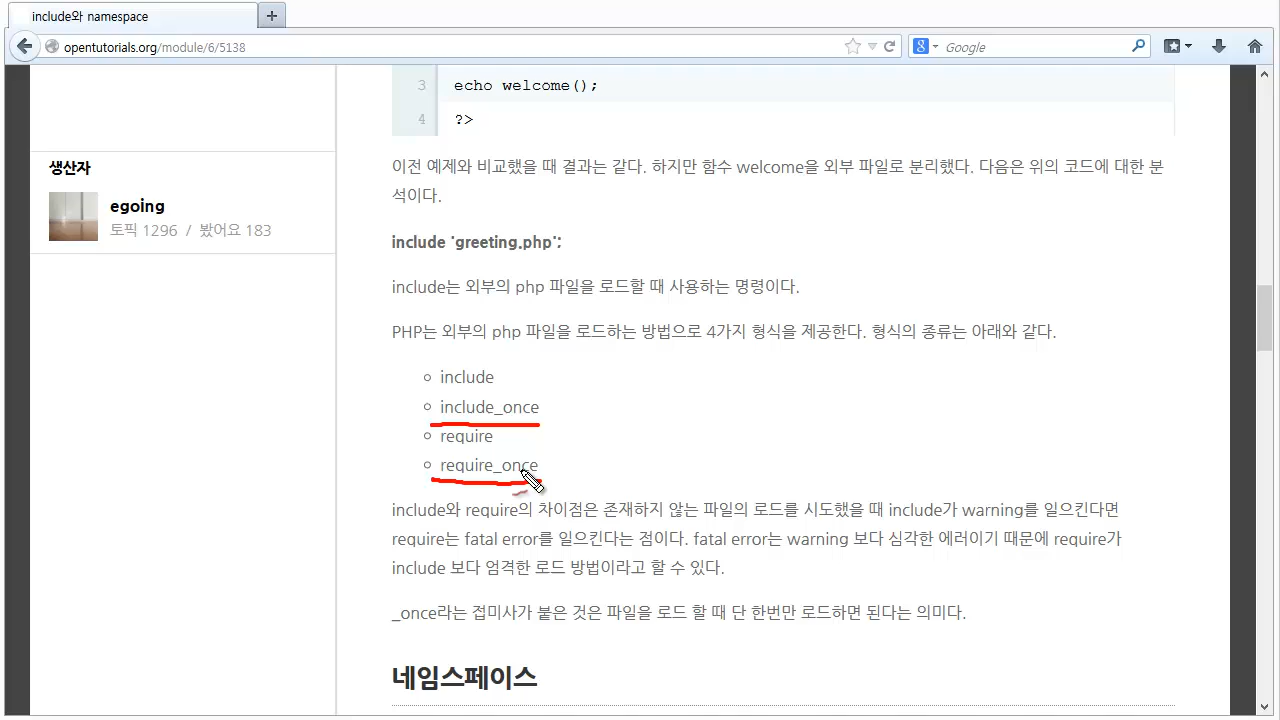 include와 namespace
opentutorials.org/module/6/5138
Google
3 echo welcome();
4 ?>
생산자
egoing
토픽 1296 / 봤어요 183
이전 예제와 비교했을 때 결과는 같다. 하지만 함수 welcome을 외부 파일로 분리했다. 다음은 위의 코드에 대한 분
석이다.
include 'greeting.php';
include는 외부의 php 파일을 로드할 때 사용하는 명령이다.
PHP는 외부의 php 파일을 로드하는 방법으로 4가지 형식을 제공한다. 형식의 종류는 아래와 같다.
include
include_once
require
require_once
include와 require의 차이점은 존재하지 않는 파일의 로드를 시도했을 때 include가 warning를 일으킨다면
require는 fatal error를 일으킨다는 점이다. fatal error는 warning 보다 심각한 에러이기 때문에 require가
include 보다 엄격한 로드 방법이라고 할 수 있다.
_once라는 접미사가 붙은 것은 파일을 로드 할 때 단 한번만 로드하면 된다는 의미다.
네임스페이스